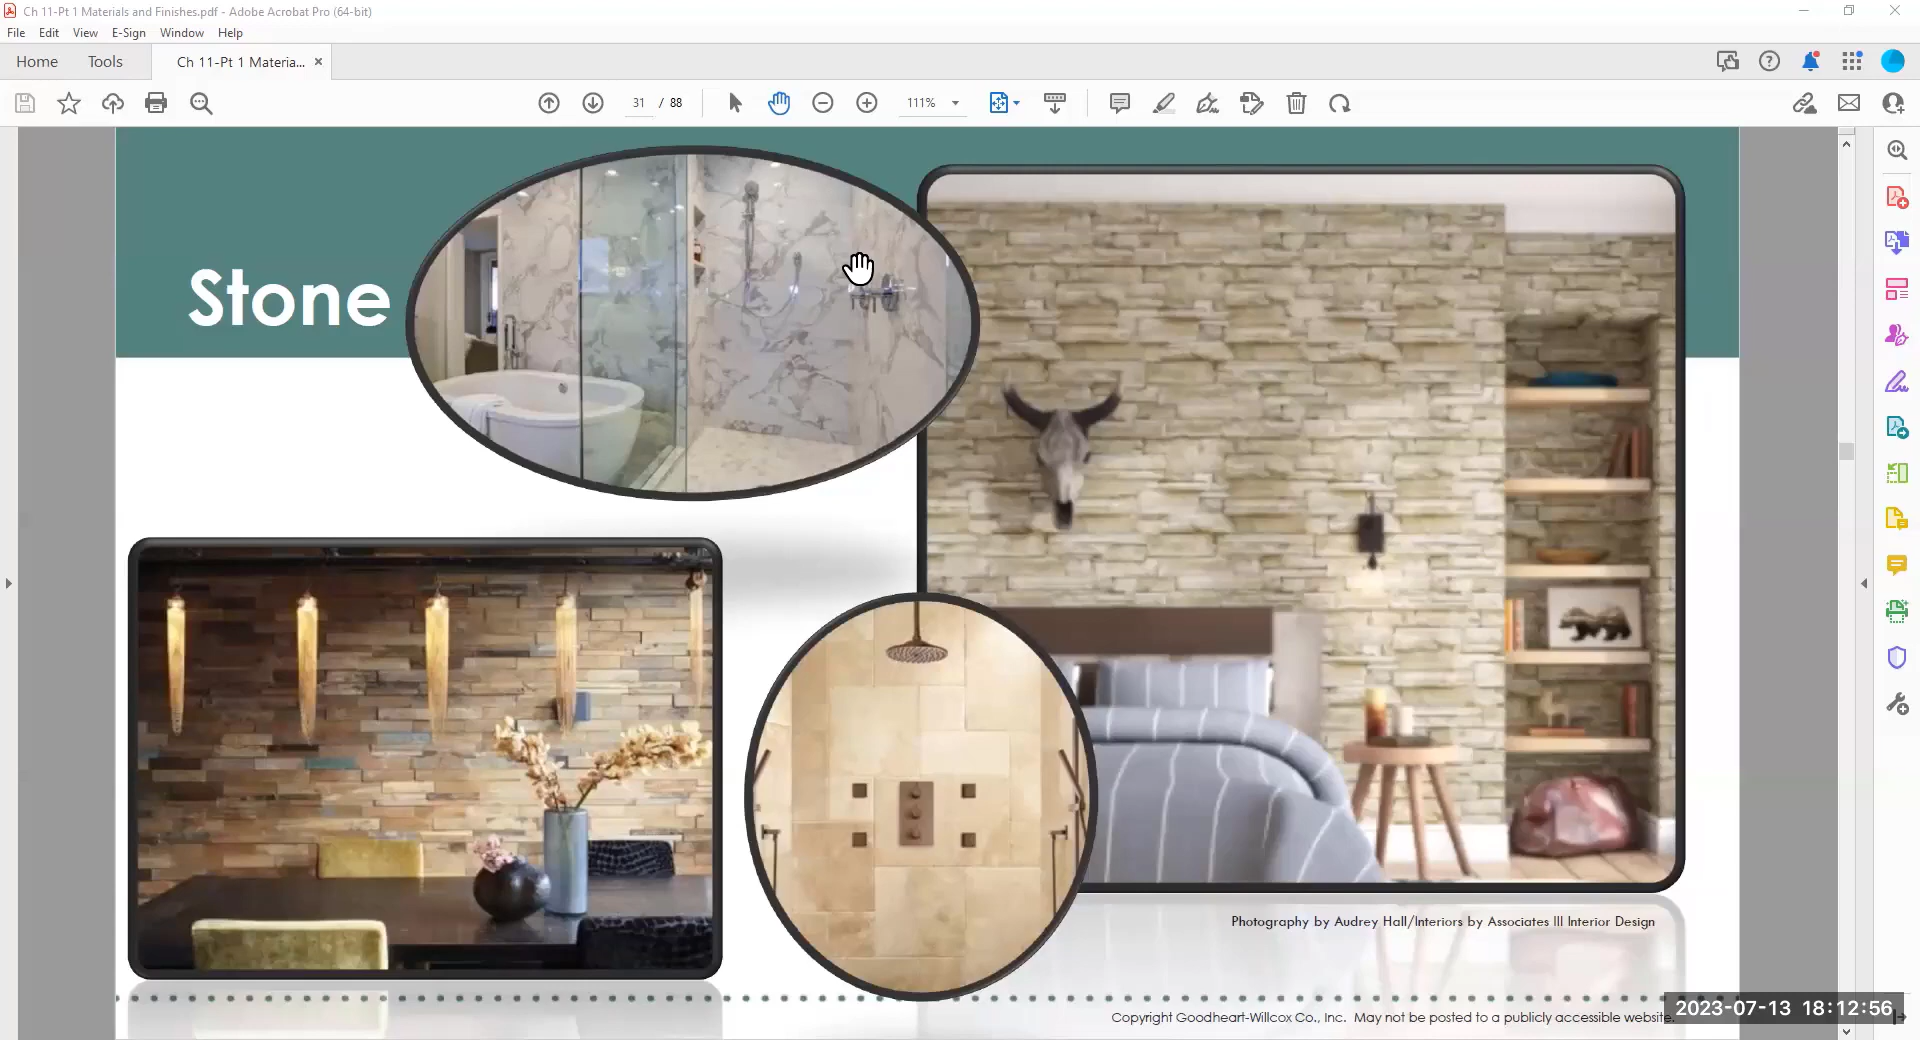 Ch 11-Pt 1 Materials and Finishes.pdf - Adobe Acrobat Pro (64-bit)
File Edit View E-Sign Window Help
Home Tools Ch 11-Pt 1 Materia... ×
31 / 88 111%
Stone
Photography by Audrey Hall/Interiors by Associates III Interior Design
Copyright Goodheart-Willcox Co., Inc. May not be posted to a publicly accessible website.
2023-07-13 18:12:56